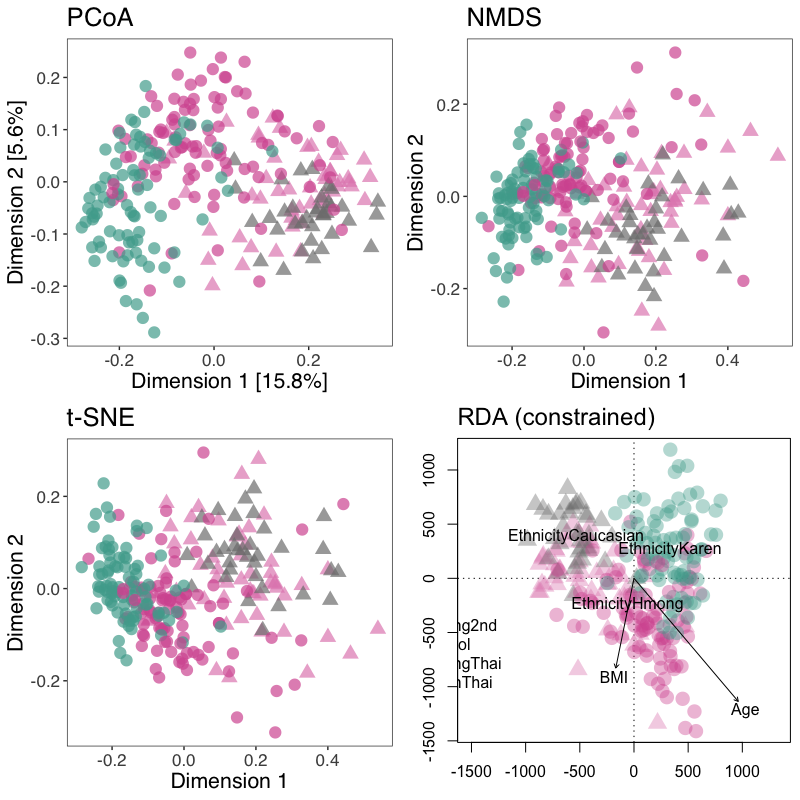 PCoA
Dimension 2 [5.6%]
0.2
0.1
0.0
-0.1
-0.2
-0.3
-0.2
0.0
0.2
Dimension 1 [15.8%]
NMDS
Dimension 2
0.2
0.0
-0.2
-0.2
0.0
0.2
0.4
Dimension 1
t-SNE
Dimension 2
0.2
0.0
-0.2
-0.2
0.0
0.2
0.4
Dimension 1
RDA (constrained)
1000
500
0
-500
-1000
-1500
EthnicityCaucasian
EthnicityKaren
EthnicityHmong
ng2nd
ol
ngThai
nThai
BMI
Age
-1500
-1000
-500
0
500
1000